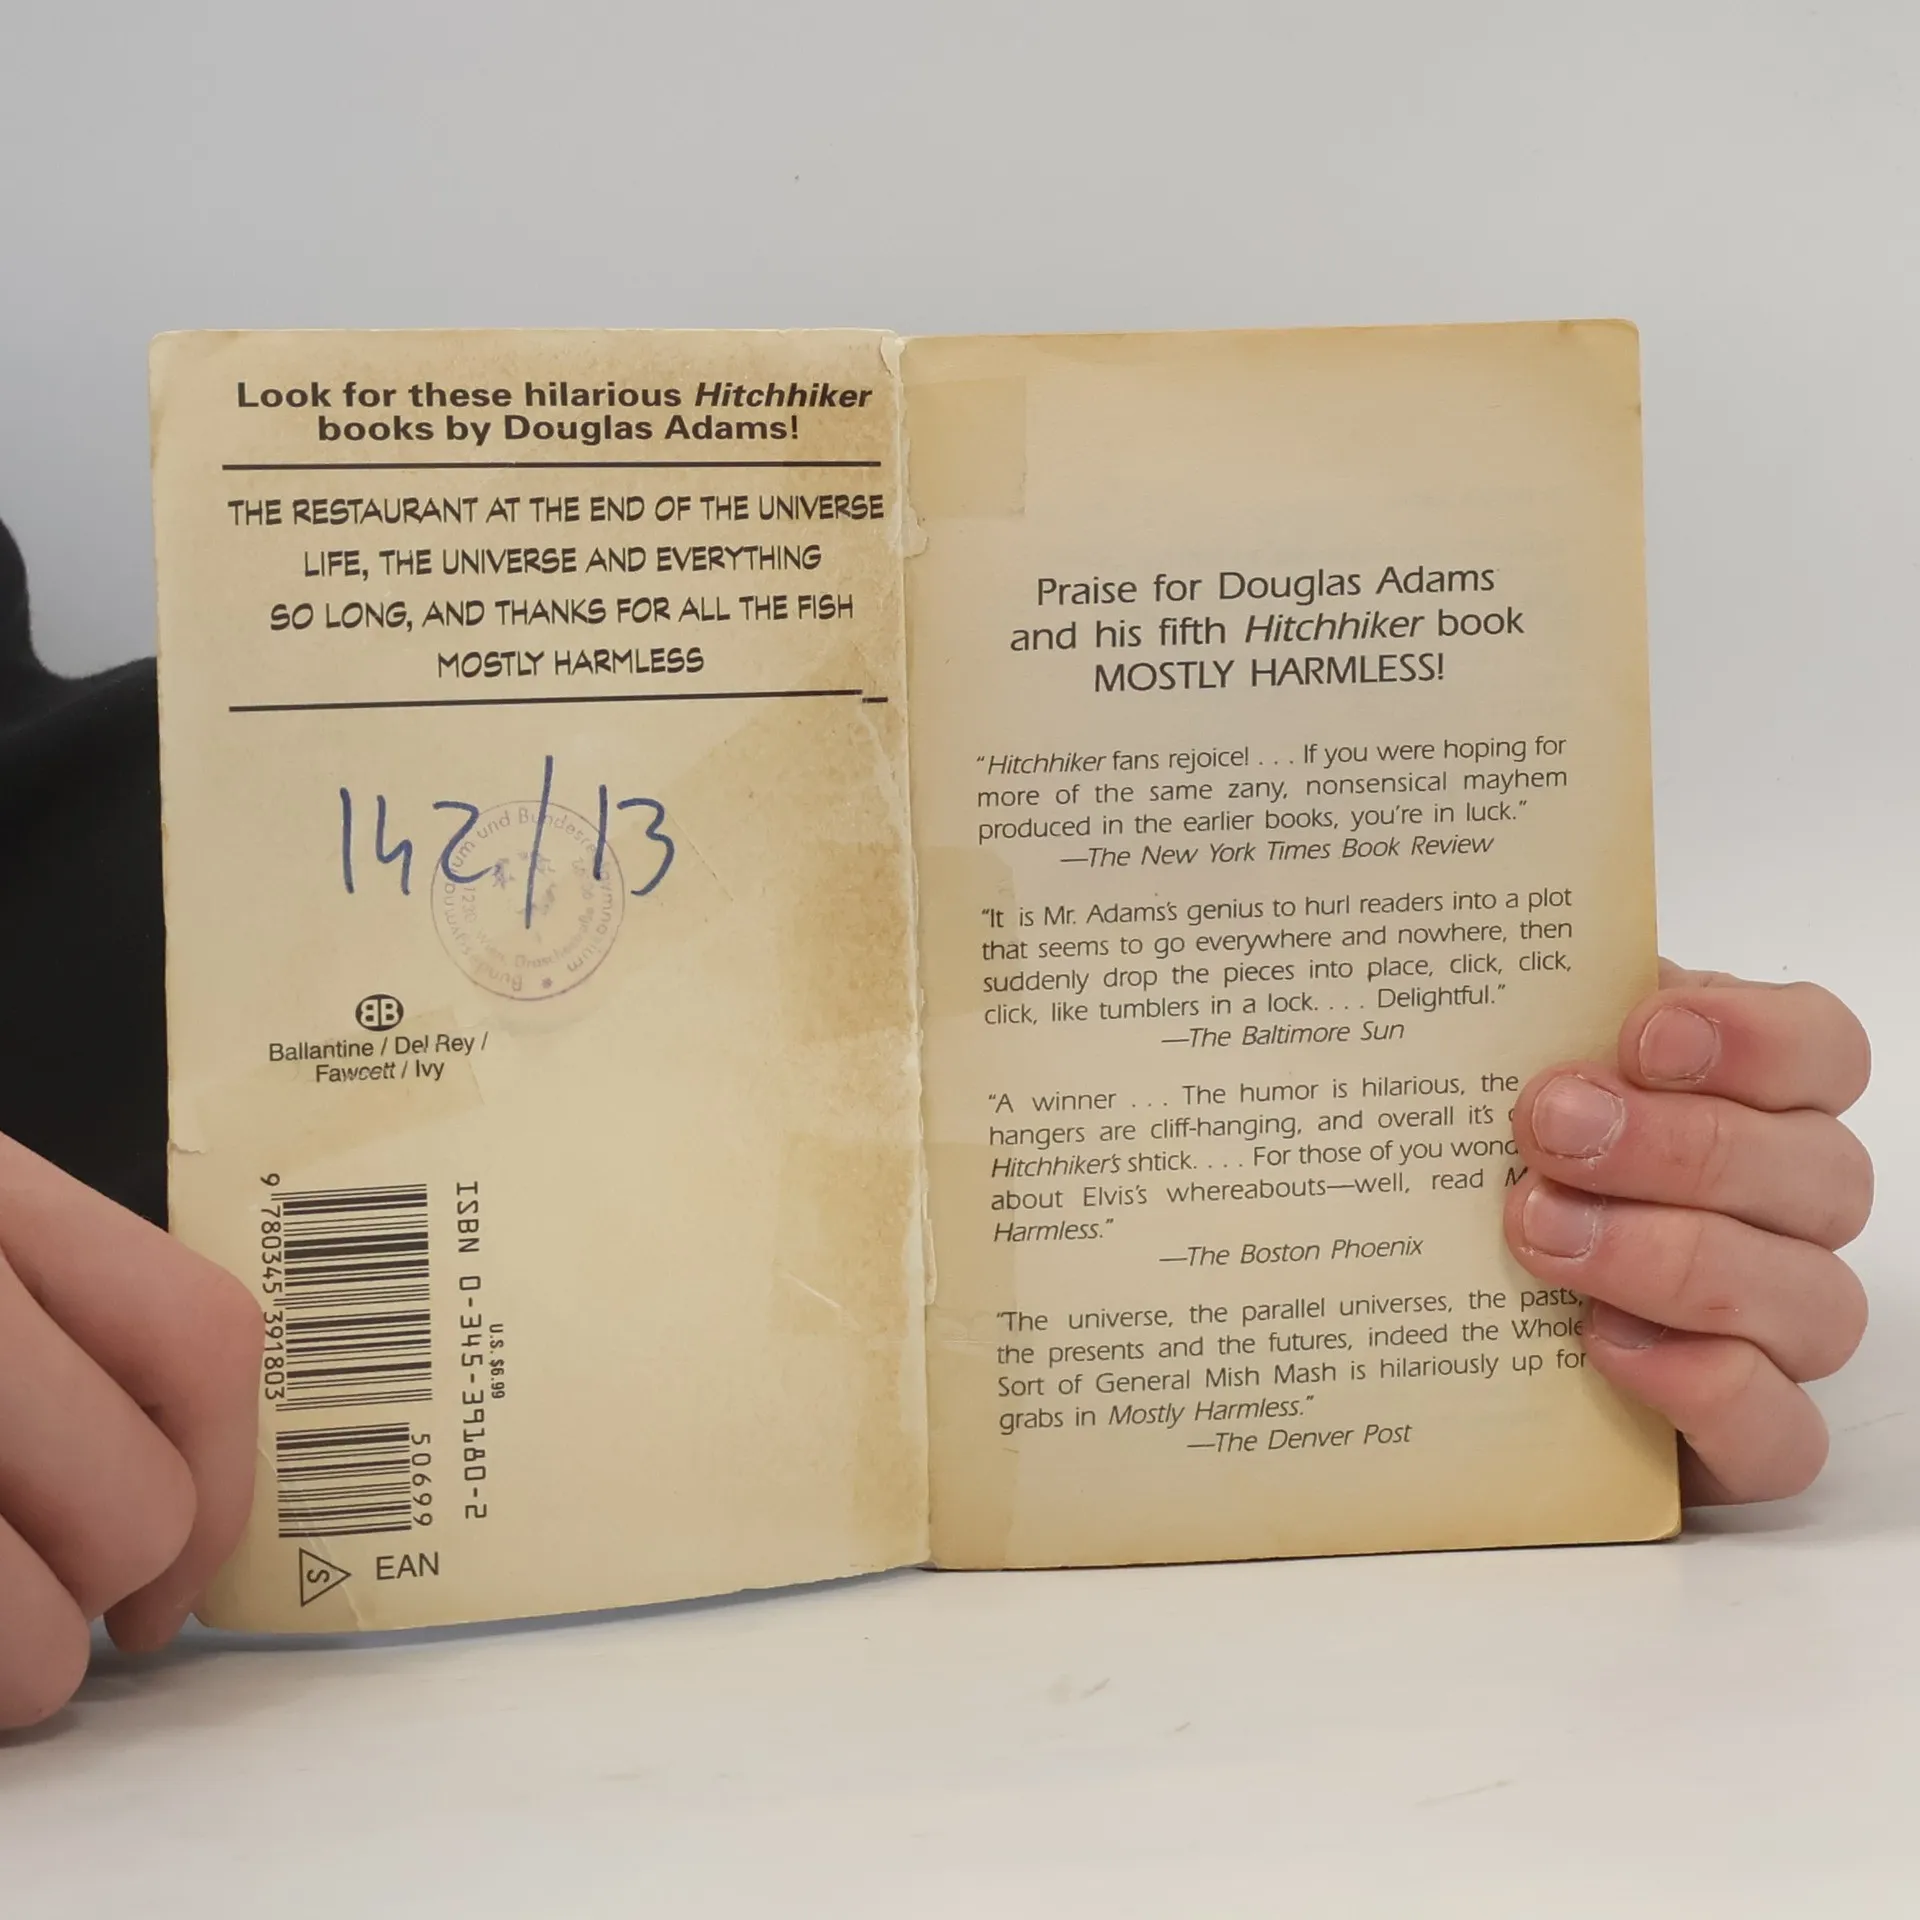 Look for these hilarious Hitchhiker
books by Douglas Adams!
THE RESTAURANT AT THE END OF THE UNIVERSE
LIFE, THE UNIVERSE AND EVERYTHING
SO LONG, AND THANKS FOR ALL THE FISH
MOSTLY HARMLESS
142/13
und Bundesrealgymnasium
BB
Ballantine / Del Rey /
Fawcett / Ivy
9 780345 391803
ISBN 0-345-39180-2
U.S. $6.99
50699
S
EAN
Praise for Douglas Adams
and his fifth Hitchhiker book
MOSTLY HARMLESS!
“Hitchhiker fans rejoice! . . . If you were hoping for
more of the same zany, nonsensical mayhem
produced in the earlier books, you’re in luck.”
—The New York Times Book Review
“It is Mr. Adams’s genius to hurl readers into a plot
that seems to go everywhere and nowhere, then
suddenly drop the pieces into place, click, click,
click, like tumblers in a lock. . . . Delightful.”
—The Baltimore Sun
“A winner . . . The humor is hilarious, the
hangers are cliff-hanging, and overall it’s
Hitchhiker’s shtick. . . . For those of you
about Elvis’s whereabouts—well, read
Harmless.”
—The Boston Phoenix
“The universe, the parallel universes, the pasts,
the presents and the futures, indeed the Whole
Sort of General Mish Mash is hilariously up for
grabs in Mostly Harmless.”
—The Denver Post